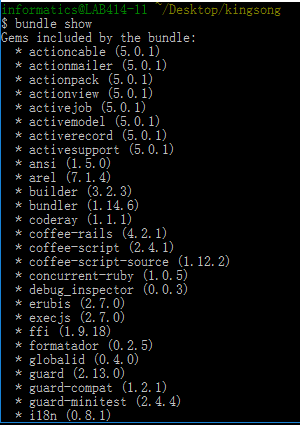 informatics@LAB414-11 ~/Desktop/kingsong
$ bundle show
Gems included by the bundle:
* actioncable (5.0.1)
* actionmailer (5.0.1)
* actionpack (5.0.1)
* actionview (5.0.1)
* activejob (5.0.1)
* activemodel (5.0.1)
* activerecord (5.0.1)
* activesupport (5.0.1)
* ansi (1.5.0)
* arel (7.1.4)
* builder (3.2.3)
* bundler (1.14.6)
* coderay (1.1.1)
* coffee-rails (4.2.1)
* coffee-script (2.4.1)
* coffee-script-source (1.12.2)
* concurrent-ruby (1.0.5)
* debug_inspector (0.0.3)
* erubis (2.7.0)
* execjs (2.7.0)
* ffi (1.9.18)
* formatador (0.2.5)
* globalid (0.4.0)
* guard (2.13.0)
* guard-compat (1.2.1)
* guard-minitest (2.4.4)
* i18n (0.8.1)